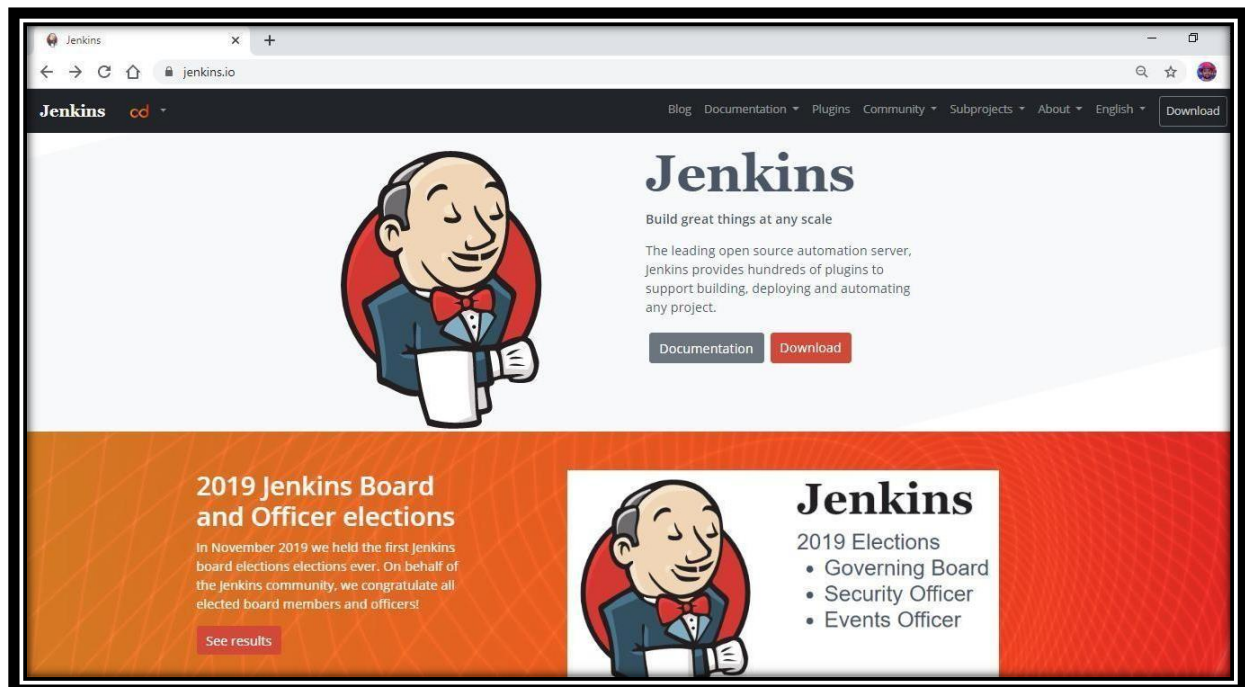 Jenkins
jenkins.io
Jenkins cd Blog Documentation Plugins Community Subprojects About English Download
Jenkins
Build great things at any scale
The leading open source automation server,
Jenkins provides hundreds of plugins to
support building, deploying and automating
any project.
Documentation Download
2019 Jenkins Board
and Officer elections
In November 2019 we held the first Jenkins
board elections elections ever. On behalf of
the Jenkins community, we congratulate all
elected board members and officers!
See results
Jenkins
2019 Elections
• Governing Board
• Security Officer
• Events Officer